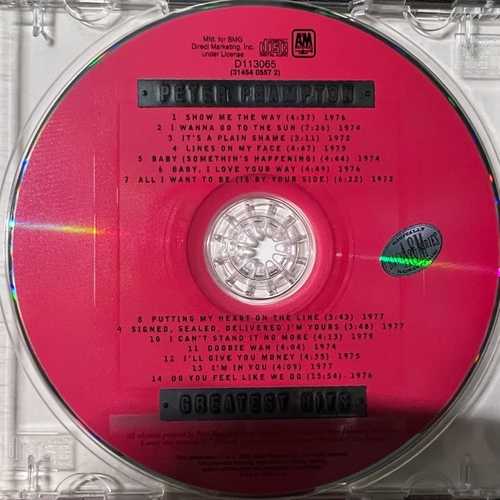 Mfd. for BMG
Direct Marketing, Inc.
under License
COMPACT
disc
DIGITAL AUDIO
A&M
D113065
(31454 0557 2)
PETER FRAMPTON
1 SHOW ME THE WAY (4:37) 1976
2 I WANNA GO TO THE SUN (7:26) 1974
3 IT'S A PLAIN SHAME (3:11) 1972
4 LINES ON MY FACE (4:47) 1973
5 BABY (SOMETHIN'S HAPPENING) (4:44) 1974
6 BABY, I LOVE YOUR WAY (4:49) 1976
7 ALL I WANT TO BE (IS BY YOUR SIDE) (6:22) 1972
8 PUTTING MY HEART ON THE LINE (3:43) 1977
9 SIGNED, SEALED, DELIVERED I'M YOURS (3:48) 1977
10 I CAN'T STAND IT NO MORE (4:13) 1979
11 DOOBIE WAH (4:04) 1974
12 I'LL GIVE YOU MONEY (4:35) 1975
13 I'M IN YOU (4:09) 1977
14 DO YOU FEEL LIKE WE DO (13:54) 1976
GREATEST HITS